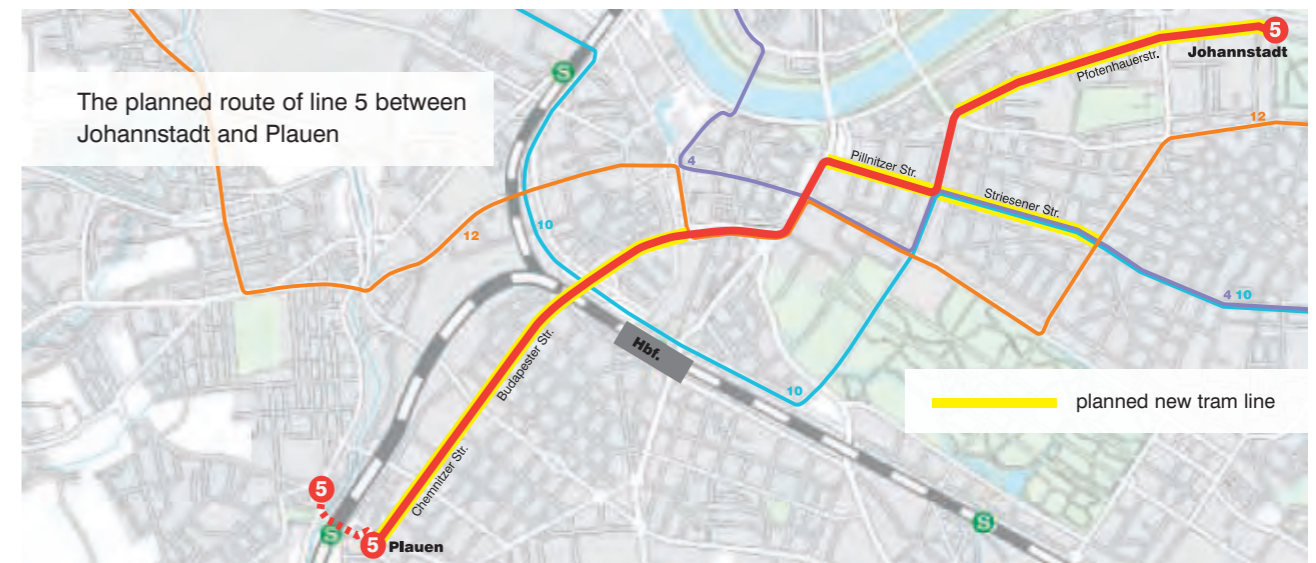 The planned route of line 5 between
Johannstadt and Plauen
S
5
Johannstadt
Pfotenhauerstr.
12
4
Pillnitzer Str.
Striesener Str.
10
12
4 10
Hbf.
Budapester Str.
10
planned new tram line
Chemnitzer Str.
5
S
S
5
Plauen